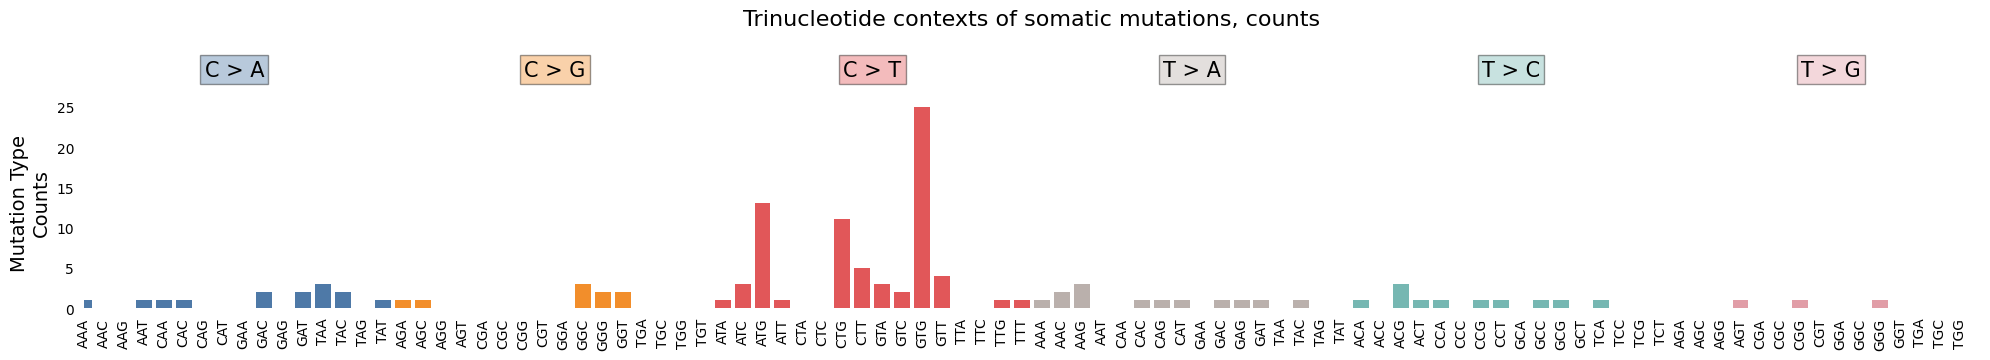 Trinucleotide contexts of somatic mutations, counts
C > A
C > G
C > T
T > A
T > C
T > G
Mutation Type
Counts
25
20
15
10
5
0
AAA AAC AAG AAT CAA CAC CAG CAT GAA GAC GAG GAT TAA TAC TAG TAT AGA AGC AGG AGT CGA CGC CGG CGT GGA GGC GGG GGT TGA TGC TGG TGT ATA ATC ATG ATT CTA CTC CTG CTT GTA GTC GTG GTT TTA TTC TTG TTT AAA AAC AAG AAT CAA CAC CAG CAT GAA GAC GAG GAT TAA TAC TAG TAT ACA ACC ACG ACT CCA CCC CCG CCT GCA GCC GCG GCT TCA TCC TCG TCT AGA AGC AGG AGT CGA CGC CGG CGT GGA GGC GGG GGT TGA TGC TGG